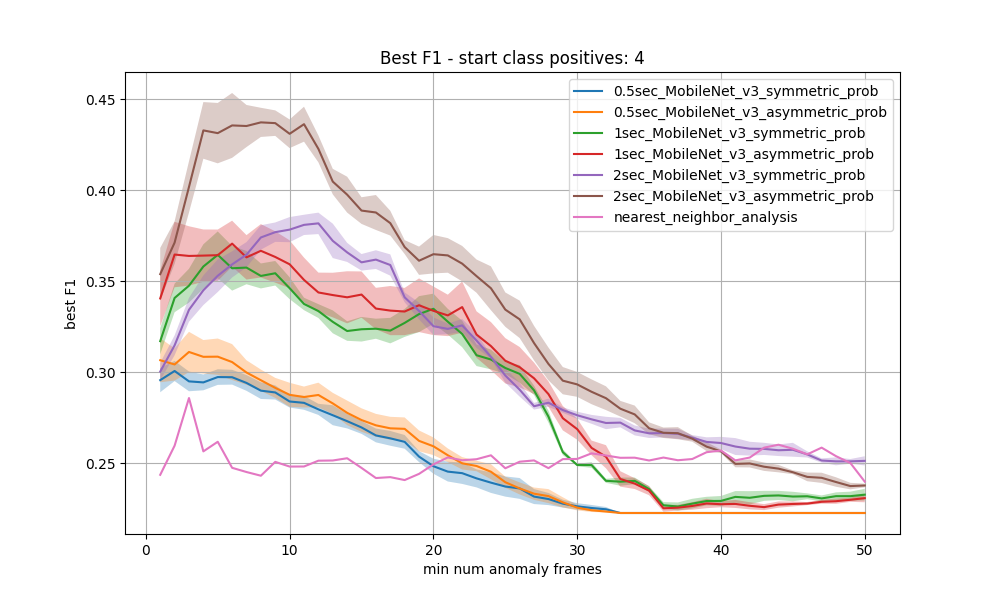 Best F1 - start class positives: 4
0.5sec_MobileNet_v3_symmetric_prob
0.5sec_MobileNet_v3_asymmetric_prob
1sec_MobileNet_v3_symmetric_prob
1sec_MobileNet_v3_asymmetric_prob
2sec_MobileNet_v3_symmetric_prob
2sec_MobileNet_v3_asymmetric_prob
nearest_neighbor_analysis
best F1
0.45
0.40
0.35
0.30
0.25
0 10 20 30 40 50
min num anomaly frames